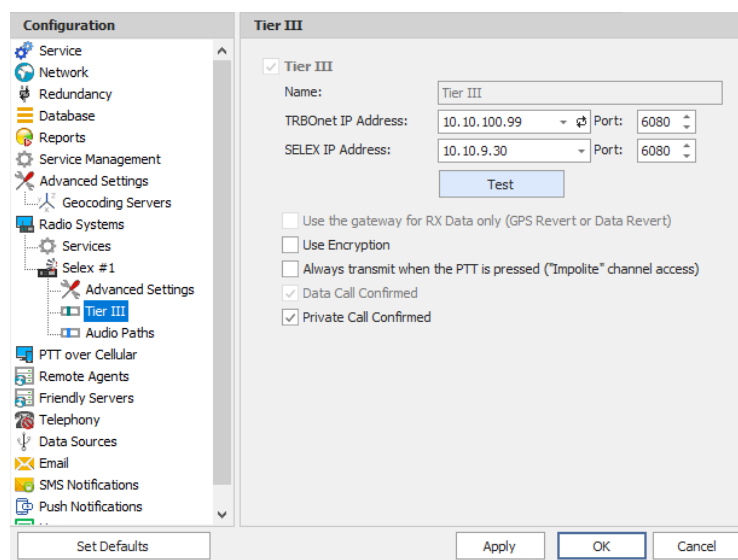 Configuration
Service
Network
Redundancy
Database
Reports
Service Management
Advanced Settings
Geocoding Servers
Radio Systems
Services
Selex #1
Advanced Settings
Tier III
Audio Paths
PTT over Cellular
Remote Agents
Friendly Servers
Telephony
Data Sources
Email
SMS Notifications
Push Notifications
Set Defaults
Tier III
Tier III
Name: Tier III
TRBOnet IP Address: 10.10.100.99 Port: 6080
SELEX IP Address: 10.10.9.30 Port: 6080
Test
Use the gateway for RX Data only (GPS Revert or Data Revert)
Use Encryption
Always transmit when the PTT is pressed ("Impolite" channel access)
Data Call Confirmed
Private Call Confirmed
Apply OK Cancel